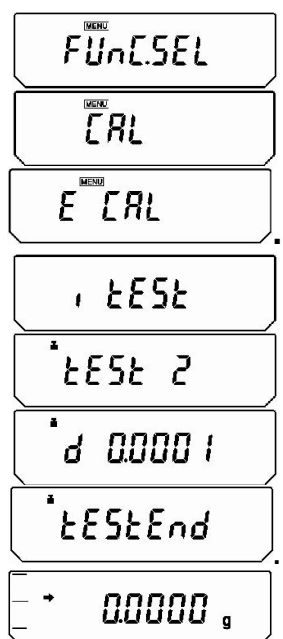 MENU
FUnC.SEL
MENU
CAL
MENU
E CAL
.
i tESt
tESt 2
d 0.0001
tEStEnd
.
0.0000 g